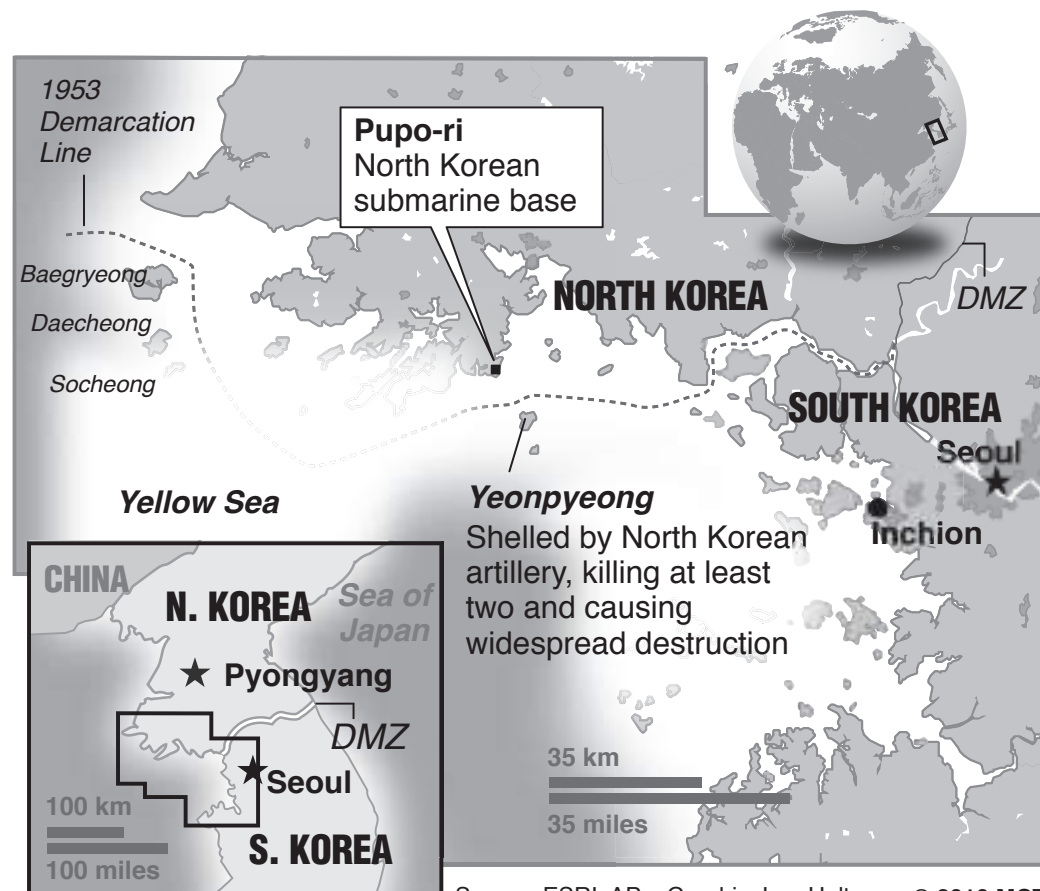 1953
Demarcation
Line
Pupo-ri
North Korean
submarine base
Baegryeong
Daecheong
Socheong
NORTH KOREA
DMZ
SOUTH KOREA
Seoul
Inchion
Yellow Sea
Yeonpyeong
Shelled by North Korean
artillery, killing at least
two and causing
widespread destruction
35 km
35 miles
CHINA
N. KOREA
Sea of
Japan
Pyongyang
DMZ
Seoul
S. KOREA
100 km
100 miles